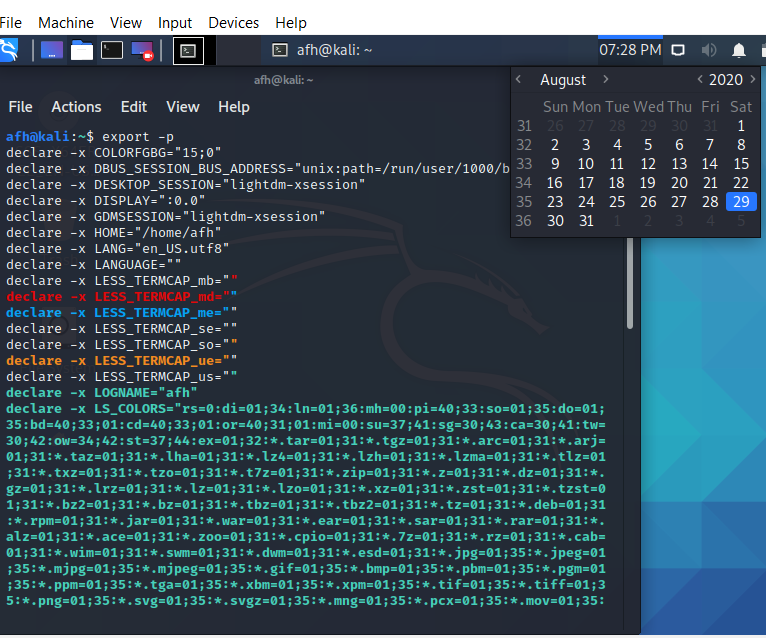 File Machine View Input Devices Help
afh@kali: ~
07:28 PM
afh@kali: ~
File Actions Edit View Help
afh@kali:~$ export -p
declare -x COLORFGBG="15;0"
declare -x DBUS_SESSION_BUS_ADDRESS="unix:path=/run/user/1000/b
declare -x DESKTOP_SESSION="lightdm-xsession"
declare -x DISPLAY=":0.0"
declare -x GDMSESSION="lightdm-xsession"
declare -x HOME="/home/afh"
declare -x LANG="en_US.utf8"
declare -x LANGUAGE=""
declare -x LESS_TERMCAP_mb=""
declare -x LESS_TERMCAP_md=""
declare -x LESS_TERMCAP_me=""
declare -x LESS_TERMCAP_se=""
declare -x LESS_TERMCAP_so=""
declare -x LESS_TERMCAP_ue=""
declare -x LESS_TERMCAP_us=""
declare -x LOGNAME="afh"
declare -x LS_COLORS="rs=0:di=01;34:ln=01;36:mh=00:pi=40;33:so=01;35:do=01;
35:bd=40;33;01:cd=40;33;01:or=40;31;01:mi=00:su=37;41:sg=30;43:ca=30;41:tw=
30;42:ow=34;42:st=37;44:ex=01;32:*.tar=01;31:*.tgz=01;31:*.arc=01;31:*.arj=
01;31:*.taz=01;31:*.lha=01;31:*.lz4=01;31:*.lzh=01;31:*.lzma=01;31:*.tlz=01
;31:*.txz=01;31:*.tzo=01;31:*.t7z=01;31:*.zip=01;31:*.z=01;31:*.dz=01;31:*.
gz=01;31:*.lrz=01;31:*.lz=01;31:*.lzo=01;31:*.xz=01;31:*.zst=01;31:*.tzst=0
1;31:*.bz2=01;31:*.bz=01;31:*.tbz=01;31:*.tbz2=01;31:*.tz=01;31:*.deb=01;31
:*.rpm=01;31:*.jar=01;31:*.war=01;31:*.ear=01;31:*.sar=01;31:*.rar=01;31:*.
alz=01;31:*.ace=01;31:*.zoo=01;31:*.cpio=01;31:*.7z=01;31:*.rz=01;31:*.cab=
01;31:*.wim=01;31:*.swm=01;31:*.dwm=01;31:*.esd=01;31:*.jpg=01;35:*.jpeg=01
;35:*.mjpg=01;35:*.mjpeg=01;35:*.gif=01;35:*.bmp=01;35:*.pbm=01;35:*.pgm=01
;35:*.ppm=01;35:*.tga=01;35:*.xbm=01;35:*.xpm=01;35:*.tif=01;35:*.tiff=01;3
5:*.png=01;35:*.svg=01;35:*.svgz=01;35:*.mng=01;35:*.pcx=01;35:*.mov=01;35:
< August > < 2020 >
Sun Mon Tue Wed Thu Fri Sat
31 26 27 28 29 30 31 1
32 2 3 4 5 6 7 8
33 9 10 11 12 13 14 15
34 16 17 18 19 20 21 22
35 23 24 25 26 27 28 29
36 30 31 1 2 3 4 5